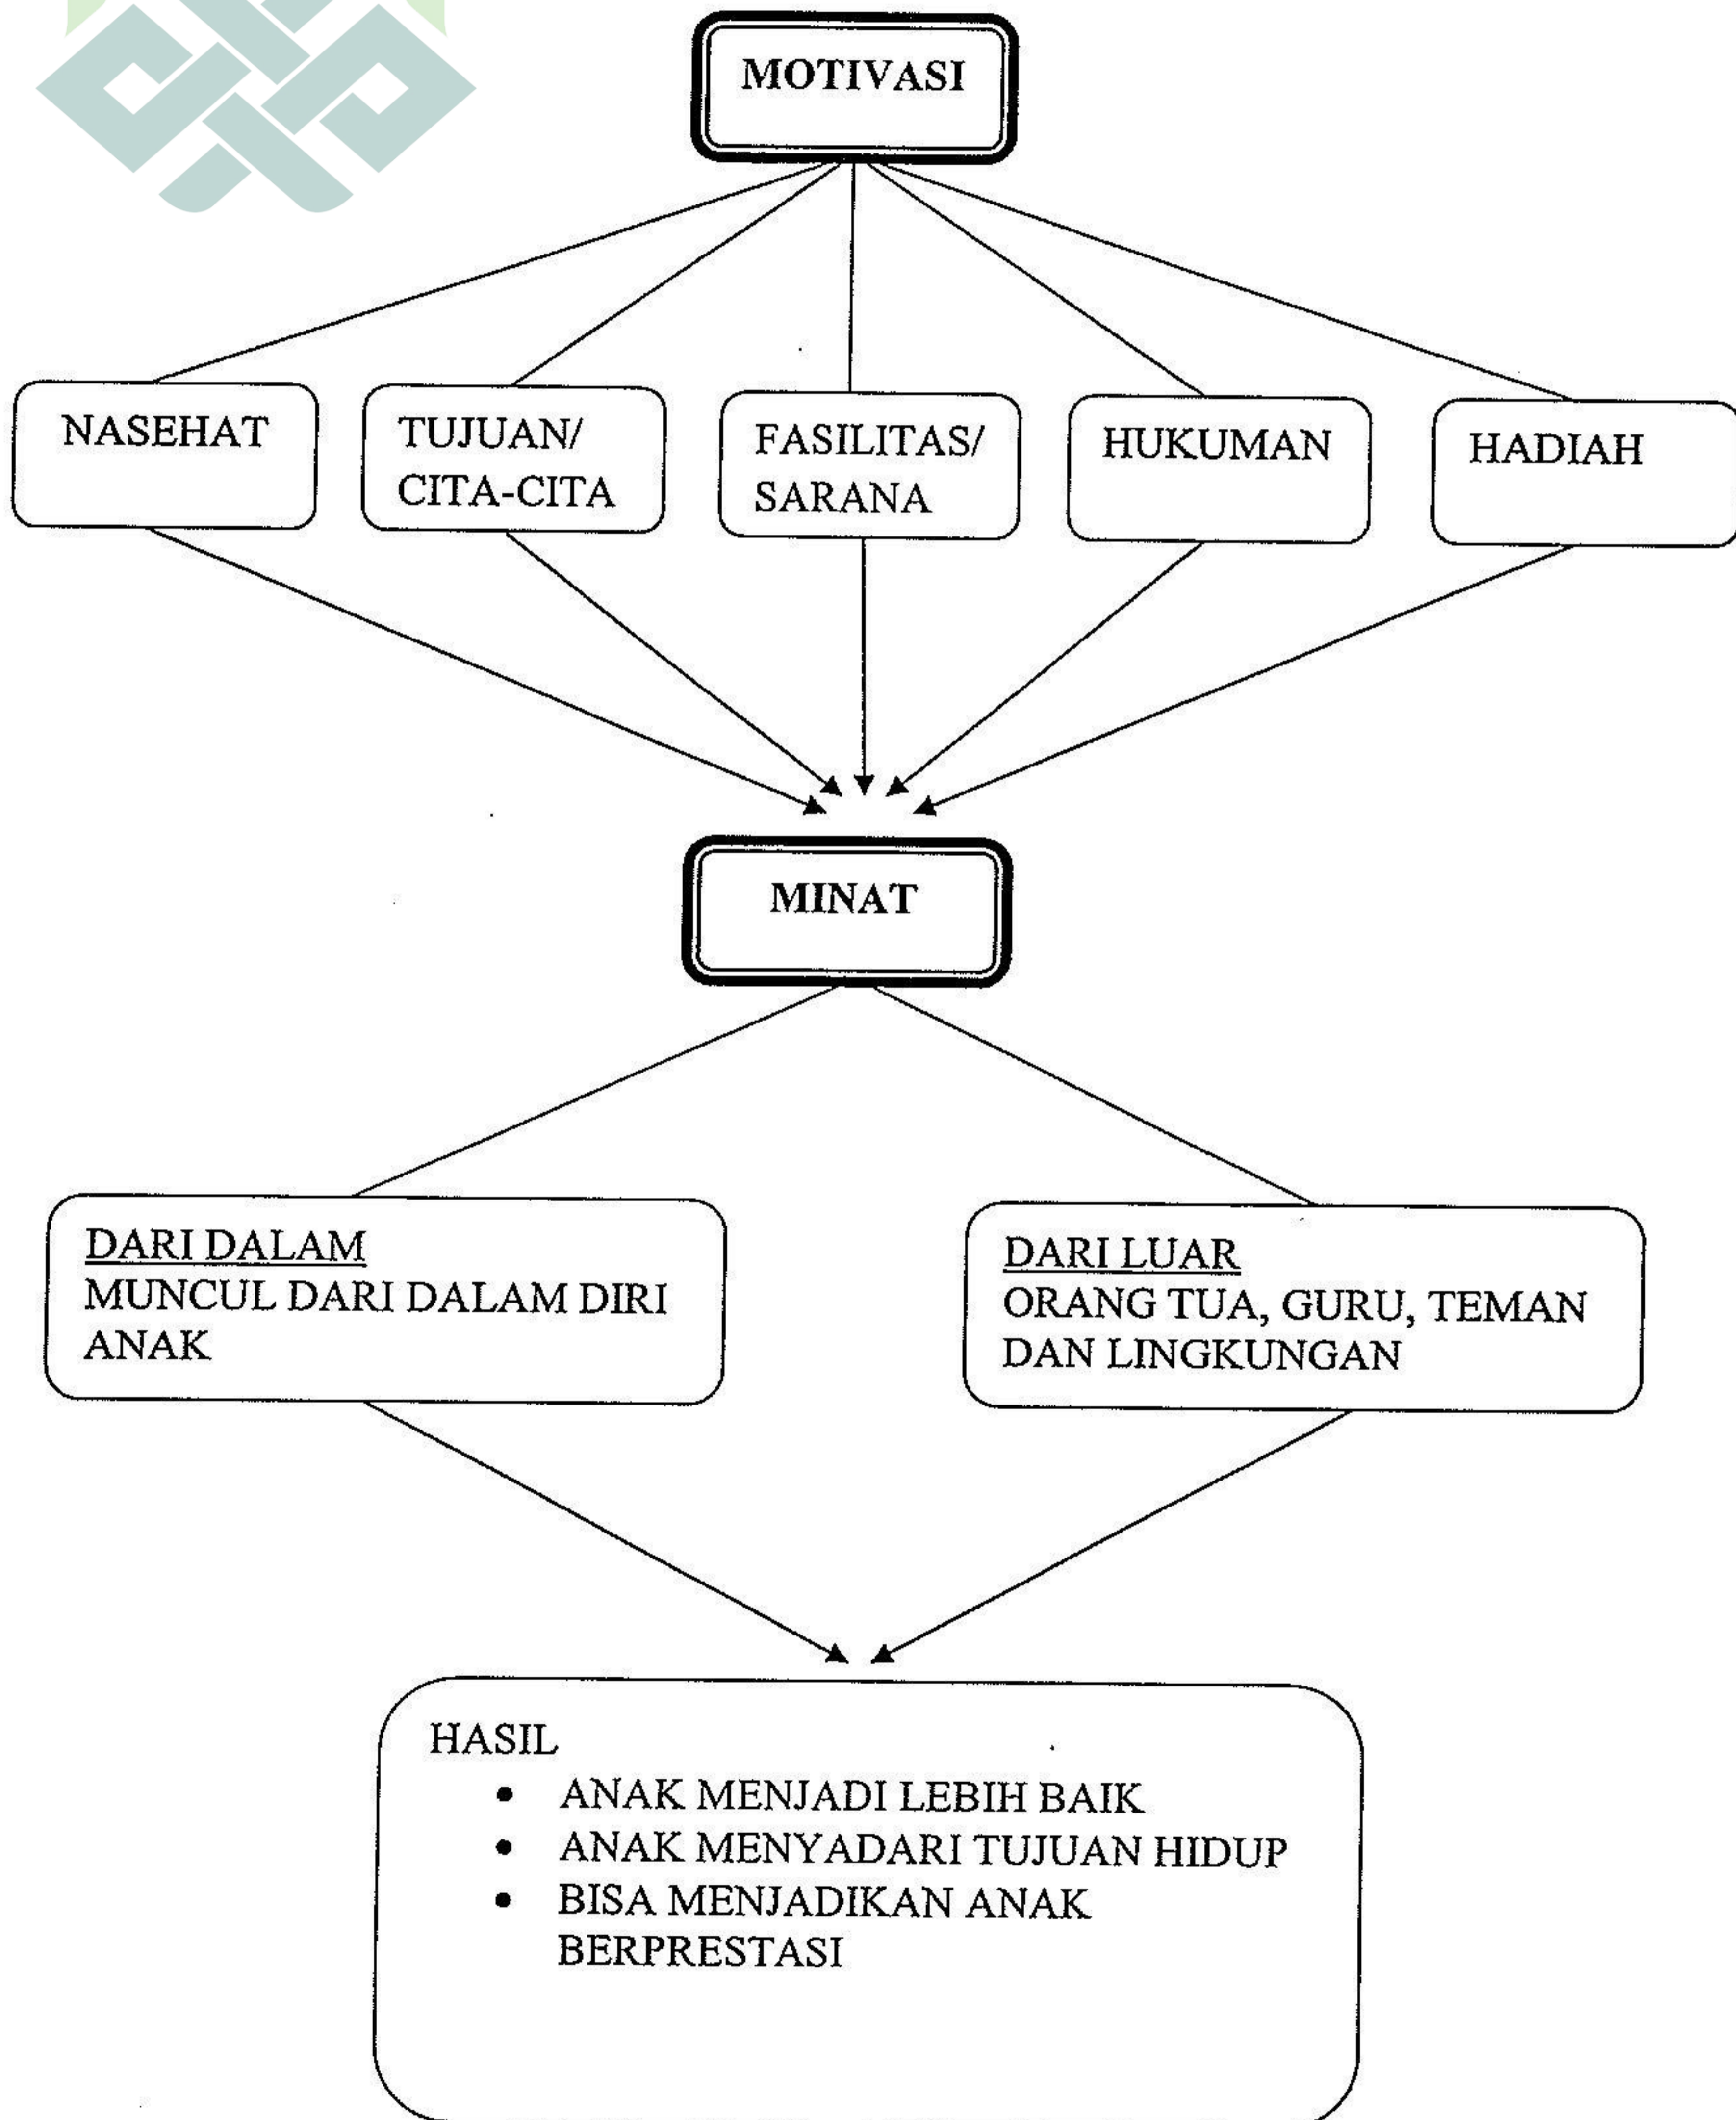 MOTIVASI
NASEHAT
TUJUAN/
CITA-CITA
FASILITAS/
SARANA
HUKUMAN
HADIAH
MINAT
DARI DALAM
MUNCUL DARI DALAM DIRI
ANAK
DARI LUAR
ORANG TUA, GURU, TEMAN
DAN LINGKUNGAN
HASIL
• ANAK MENJADI LEBIH BAIK
• ANAK MENYADARI TUJUAN HIDUP
• BISA MENJADIKAN ANAK
BERPRESTASI